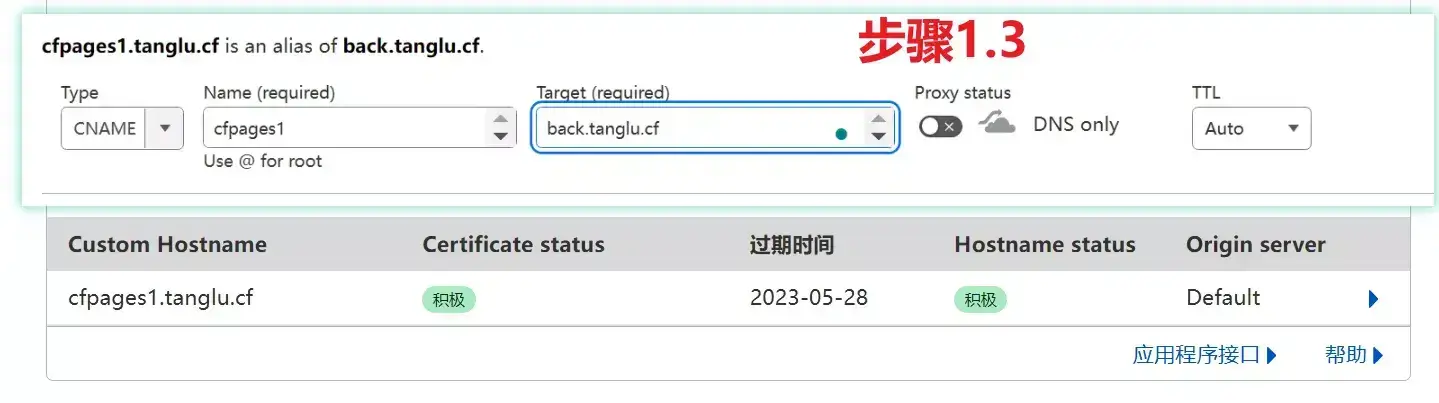 步骤1.3
cfpages1.tanglu.cf is an alias of back.tanglu.cf.
Type Name (required) Target (required) Proxy status TTL
CNAME cfpages1 back.tanglu.cf DNS only Auto
Use @ for root
Custom Hostname Certificate status 过期时间 Hostname status Origin server
cfpages1.tanglu.cf 积极 2023-05-28 积极 Default
应用程序接口 帮助